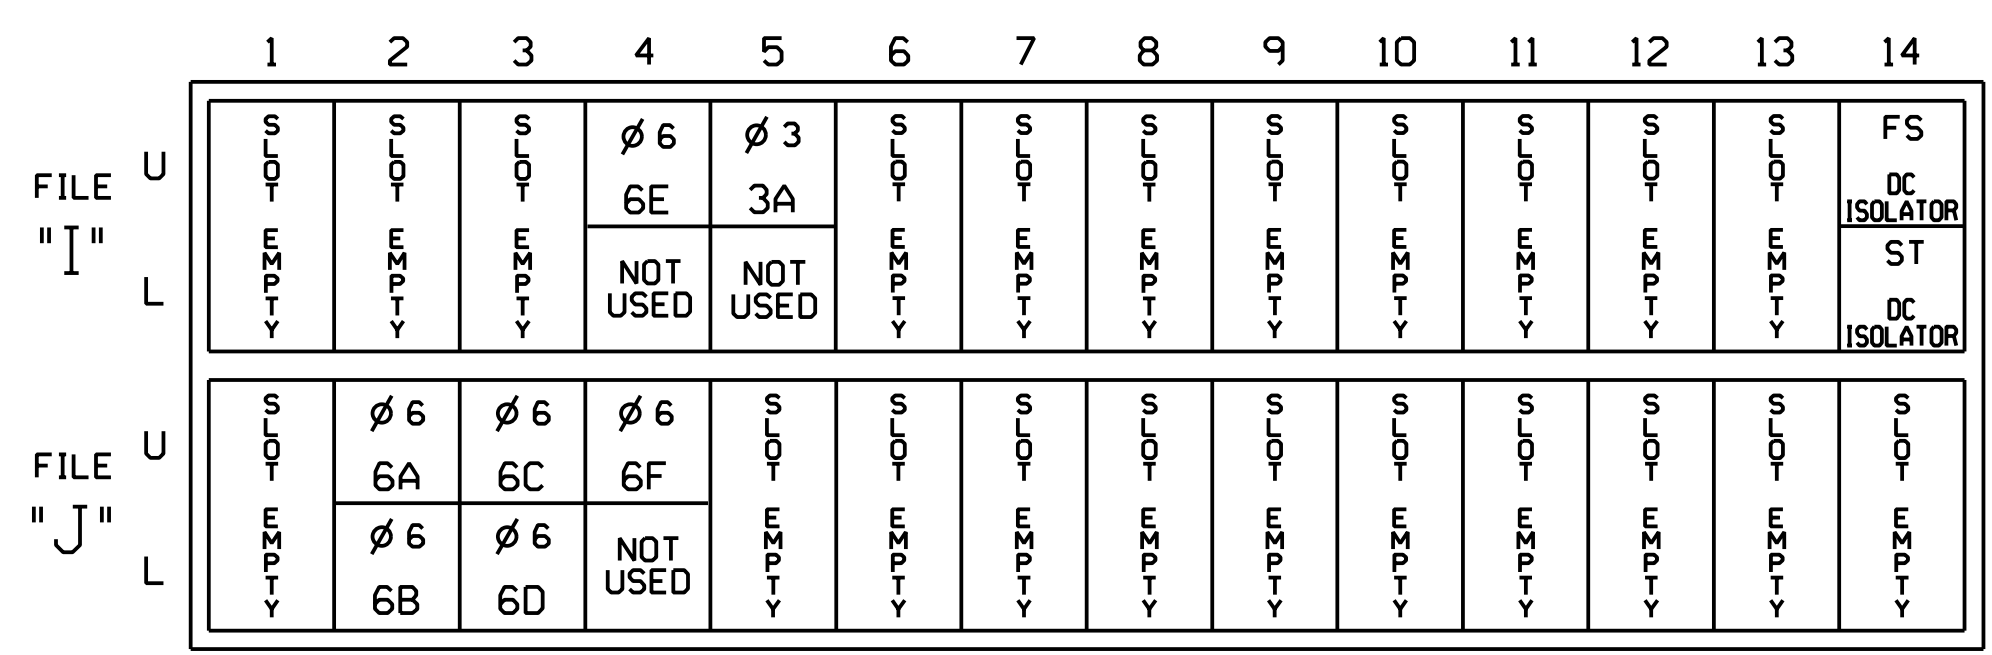 1 2 3 4 5 6 7 8 9 10 11 12 13 14
FILE "I"
U
L
SLOT EMPTY
SLOT EMPTY
SLOT EMPTY
Ø 6
6E
NOT
USED
Ø 3
3A
NOT
USED
SLOT EMPTY
SLOT EMPTY
SLOT EMPTY
SLOT EMPTY
SLOT EMPTY
SLOT EMPTY
SLOT EMPTY
SLOT EMPTY
FS
DC
ISOLATOR
ST
DC
ISOLATOR
FILE "J"
U
L
SLOT EMPTY
Ø 6
6A
Ø 6
6B
Ø 6
6C
Ø 6
6D
Ø 6
6F
NOT
USED
SLOT EMPTY
SLOT EMPTY
SLOT EMPTY
SLOT EMPTY
SLOT EMPTY
SLOT EMPTY
SLOT EMPTY
SLOT EMPTY
SLOT EMPTY
SLOT EMPTY